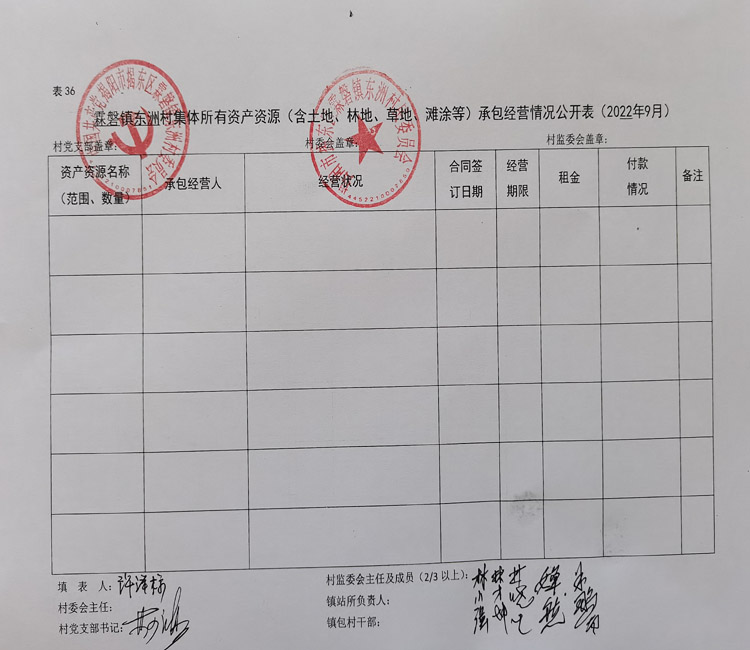 表 36
霖磐镇东洲村集体所有资产资源（含土地、林地、草地、滩涂等）承包经营情况公开表（2022年9月）
村党支部盖章： 村委会盖章： 村监委会盖章：
资产资源名称（范围、数量） 承包经营人 经营状况 合同签订日期 经营期限 租金 付款情况 备注
填 表 人：
村委会主任：
村党支部书记：
村监委会主任及成员（2/3 以上）：
镇站所负责人：
镇包村干部：